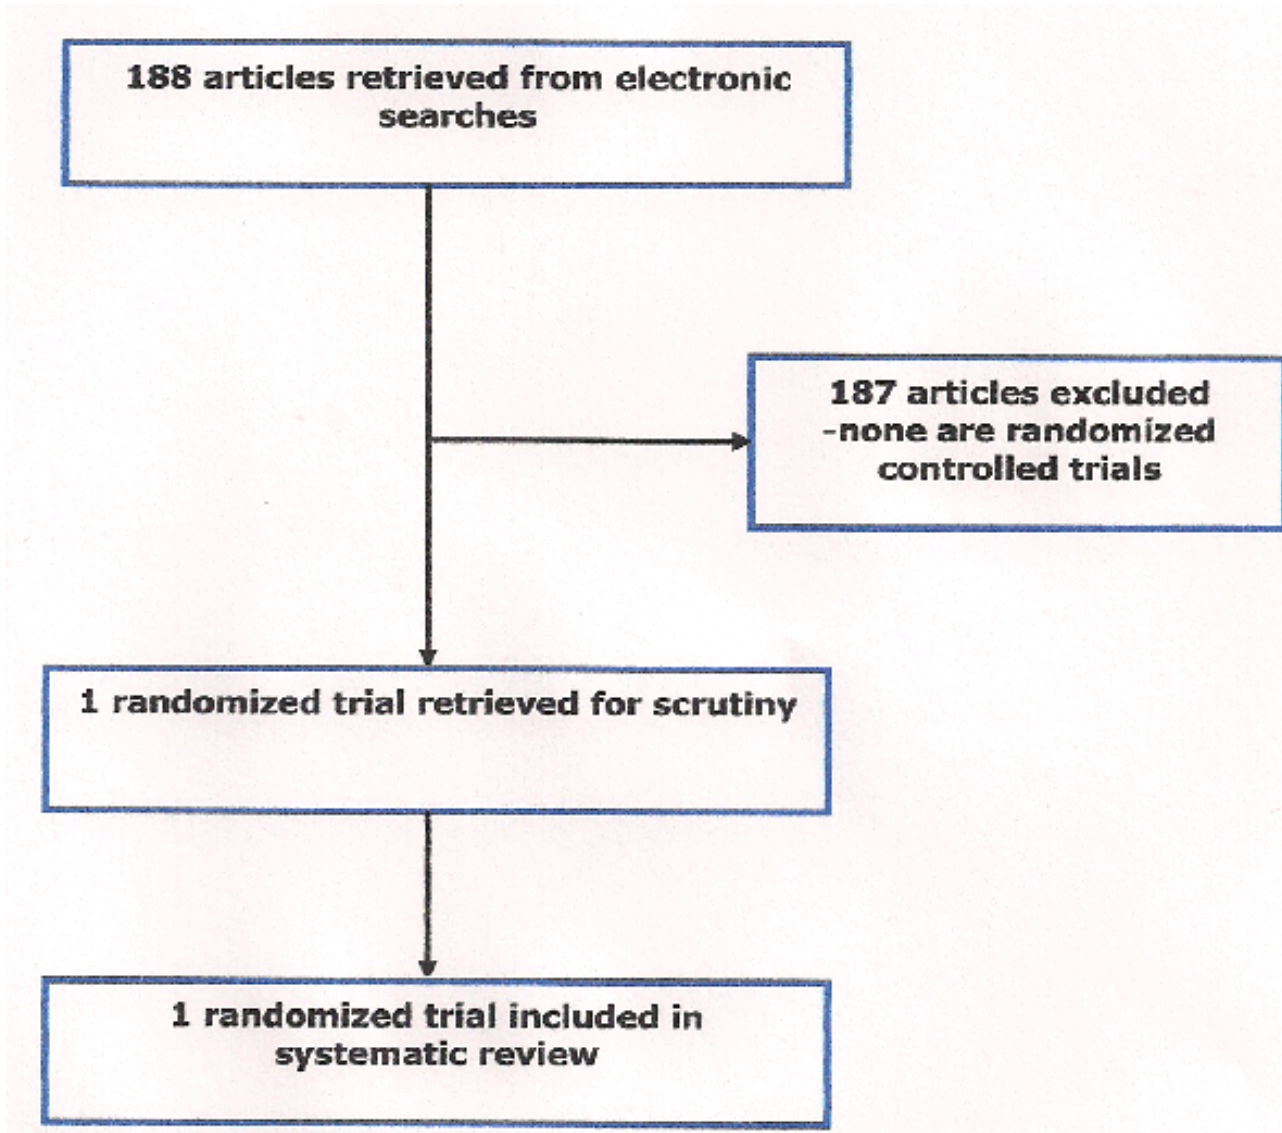 188 articles retrieved from electronic
searches
187 articles excluded
-none are randomized
controlled trials
1 randomized trial retrieved for scrutiny
1 randomized trial included in
systematic review